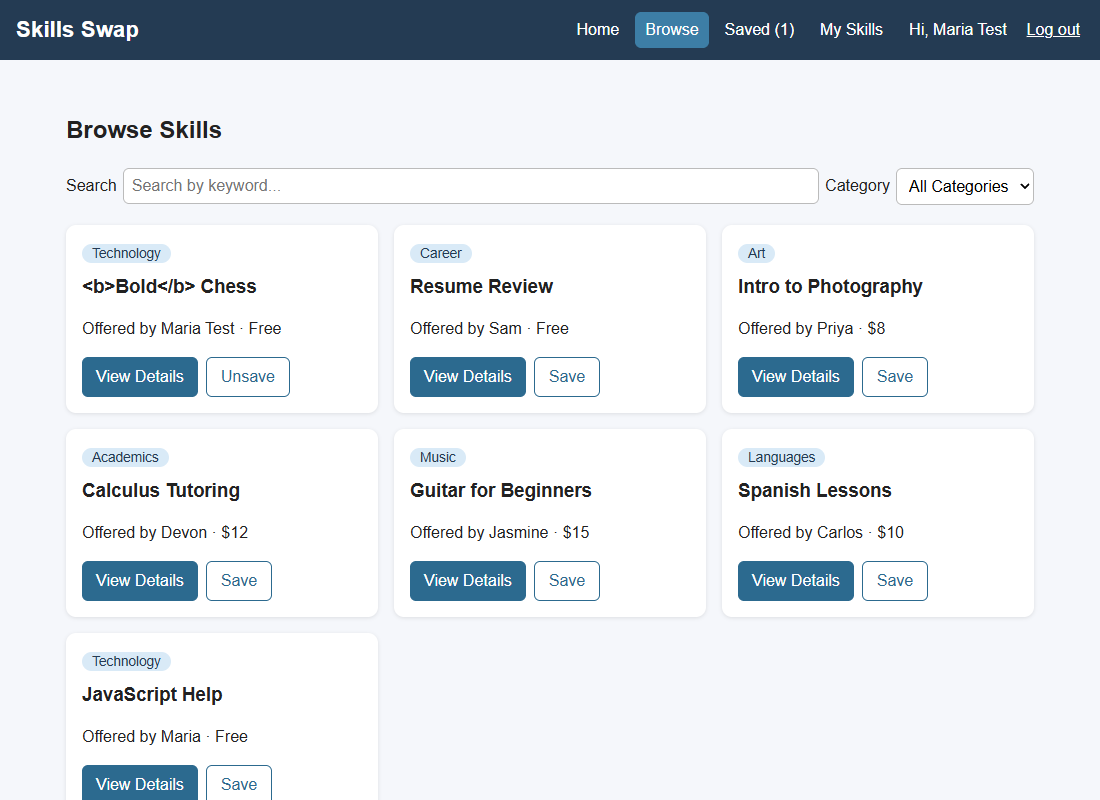 Skills Swap Home Browse Saved (1) My Skills Hi, Maria Test Log out
Browse Skills
Search Search by keyword... Category All Categories
Technology
<b>Bold</b> Chess
Offered by Maria Test · Free
View Details Unsave
Career
Resume Review
Offered by Sam · Free
View Details Save
Art
Intro to Photography
Offered by Priya · $8
View Details Save
Academics
Calculus Tutoring
Offered by Devon · $12
View Details Save
Music
Guitar for Beginners
Offered by Jasmine · $15
View Details Save
Languages
Spanish Lessons
Offered by Carlos · $10
View Details Save
Technology
JavaScript Help
Offered by Maria · Free
View Details Save